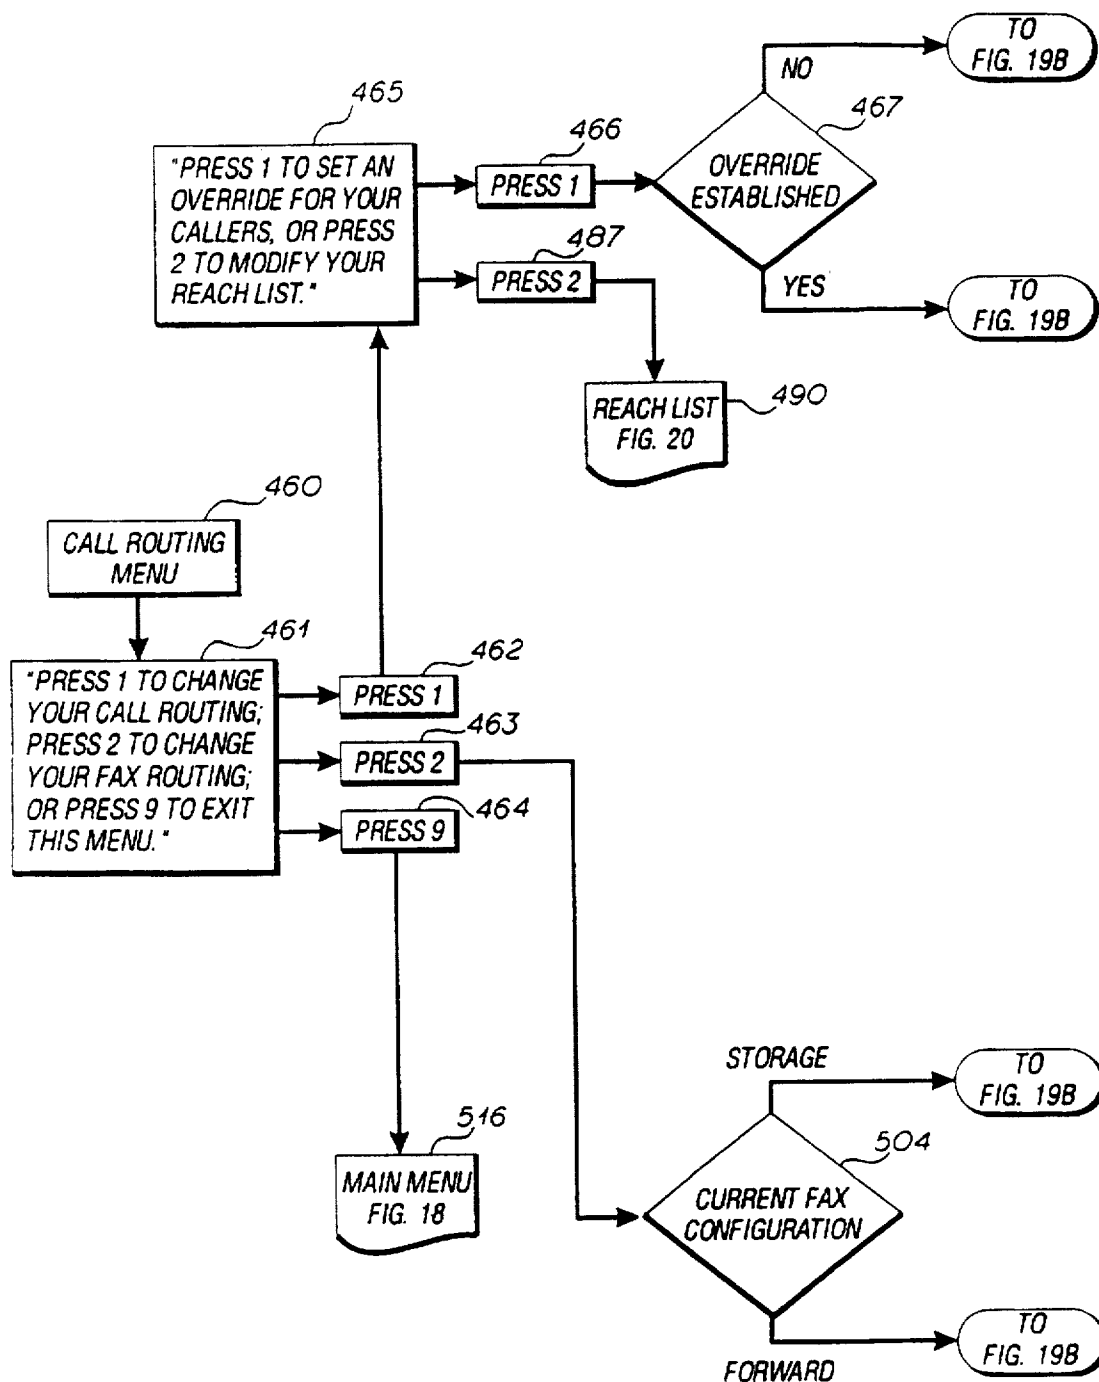 TO
FIG. 19B
NO
465
467
466
"PRESS 1 TO SET AN
OVERRIDE FOR YOUR
CALLERS, OR PRESS
2 TO MODIFY YOUR
REACH LIST."
PRESS 1
OVERRIDE
ESTABLISHED
487
PRESS 2
YES
TO
FIG. 19B
REACH LIST
FIG. 20
490
460
CALL ROUTING
MENU
461
"PRESS 1 TO CHANGE
YOUR CALL ROUTING;
PRESS 2 TO CHANGE
YOUR FAX ROUTING;
OR PRESS 9 TO EXIT
THIS MENU."
462
PRESS 1
463
PRESS 2
464
PRESS 9
STORAGE
TO
FIG. 19B
516
MAIN MENU
FIG. 18
504
CURRENT FAX
CONFIGURATION
FORWARD
TO
FIG. 19B